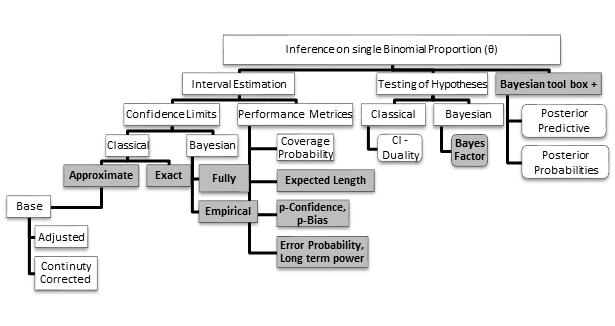 Inference on single Binomial Proportion (θ)
Interval Estimation
Testing of Hypotheses
Bayesian tool box +
Confidence Limits
Performance Metrices
Classical
Bayesian
Posterior
Predictive
Classical
Bayesian
Coverage
Probability
CI -
Duality
Bayes
Factor
Posterior
Probabilities
Approximate
Exact
Fully
Expected Length
Base
Empirical
p-Confidence,
p-Bias
Adjusted
Error Probability,
Long term power
Continuty
Corrected